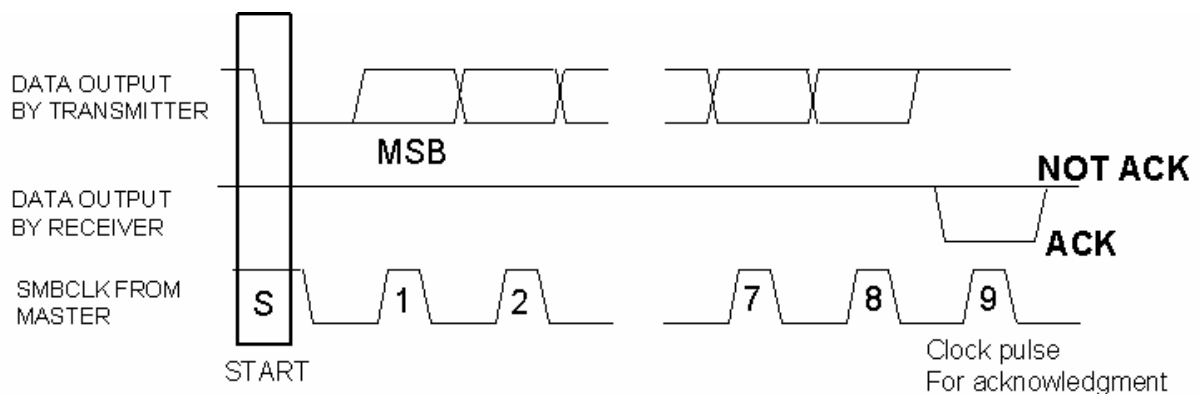 DATA OUTPUT
BY TRANSMITTER
MSB
NOT ACK
DATA OUTPUT
BY RECEIVER
ACK
SMBCLK FROM
MASTER
S
1
2
7
8
9
START
Clock pulse
For acknowledgment